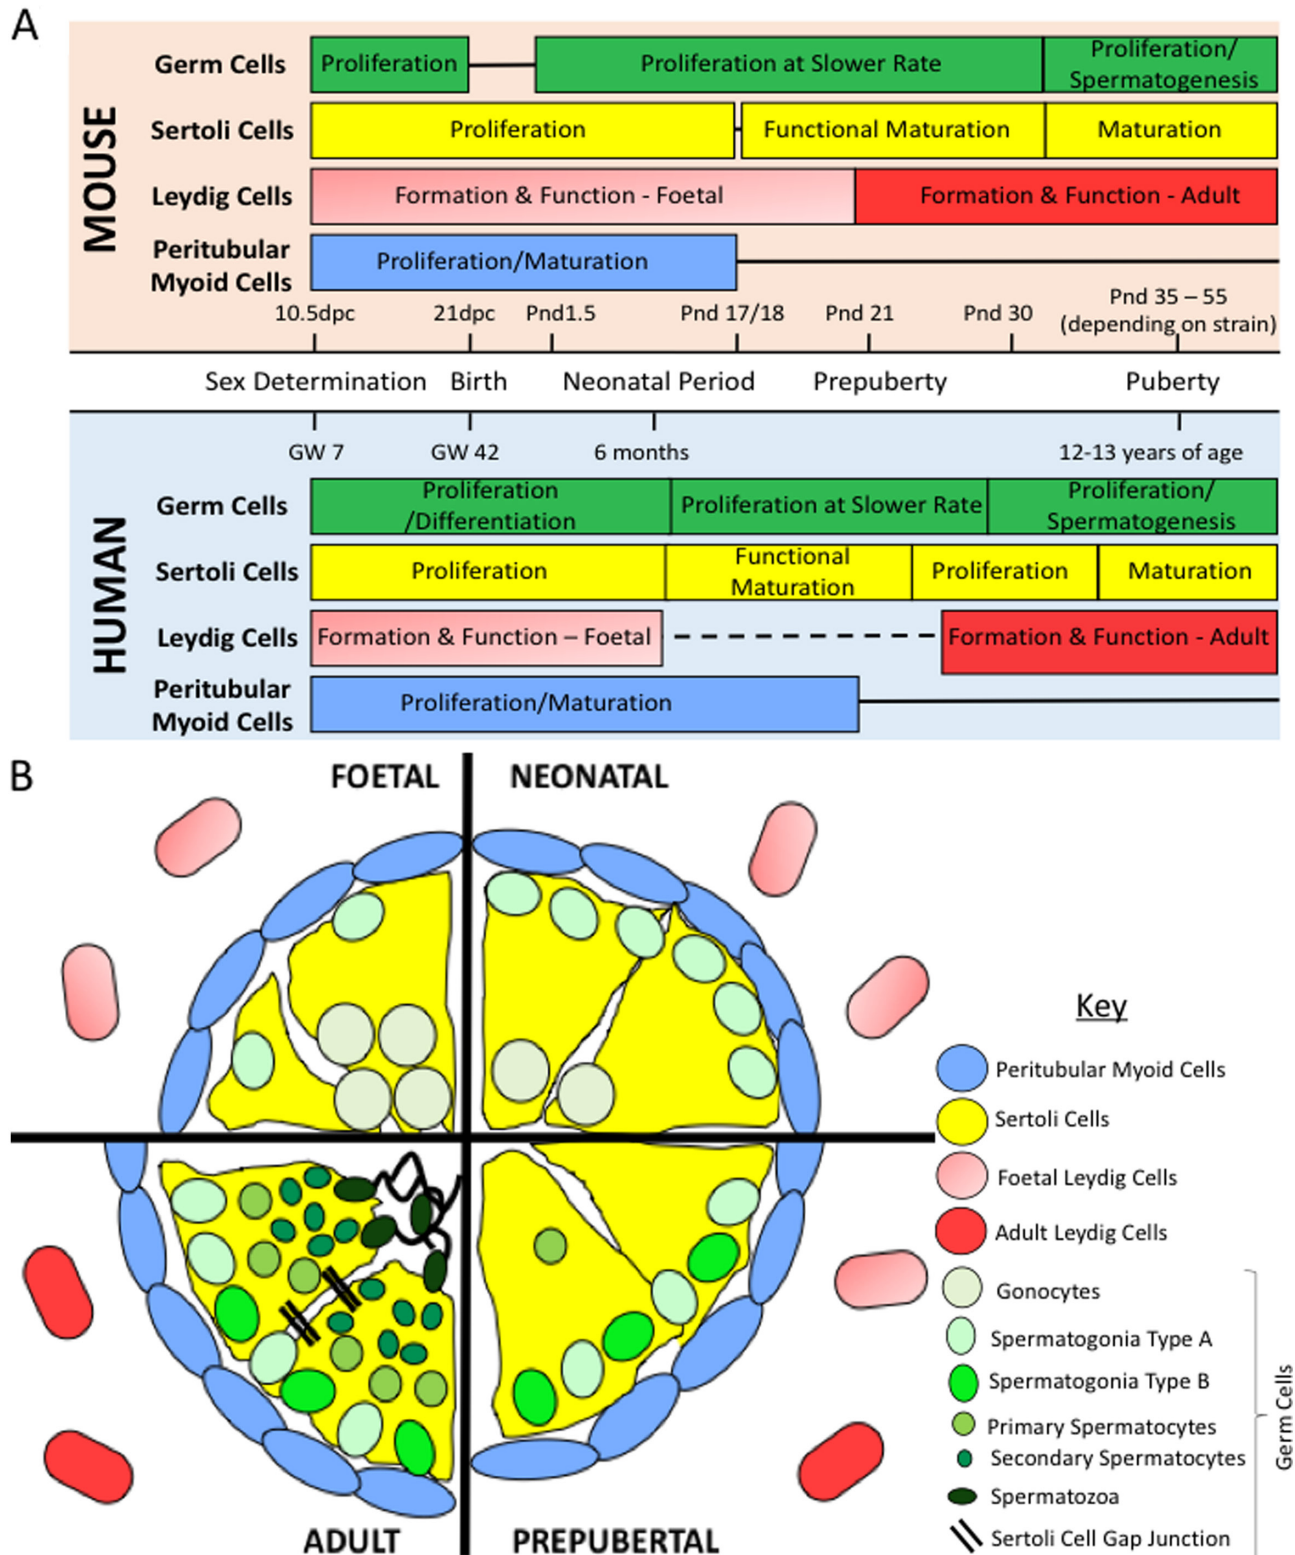 A
MOUSE
Germ Cells
Proliferation
Proliferation at Slower Rate
Proliferation/
Spermatogenesis
Sertoli Cells
Proliferation
Functional Maturation
Maturation
Leydig Cells
Formation & Function - Foetal
Formation & Function - Adult
Peritubular
Myoid Cells
Proliferation/Maturation
10.5dpc
21dpc
Pnd1.5
Pnd 17/18
Pnd 21
Pnd 30
Pnd 35 – 55
(depending on strain)
Sex Determination
Birth
Neonatal Period
Prepuberty
Puberty
GW 7
GW 42
6 months
12-13 years of age
HUMAN
Germ Cells
Proliferation
/Differentiation
Proliferation at Slower Rate
Proliferation/
Spermatogenesis
Sertoli Cells
Proliferation
Functional
Maturation
Proliferation
Maturation
Leydig Cells
Formation & Function – Foetal
Formation & Function - Adult
Peritubular
Myoid Cells
Proliferation/Maturation
B
FOETAL
NEONATAL
ADULT
PREPUBERTAL
Key
Peritubular Myoid Cells
Sertoli Cells
Foetal Leydig Cells
Adult Leydig Cells
Gonocytes
Spermatogonia Type A
Spermatogonia Type B
Primary Spermatocytes
Secondary Spermatocytes
Spermatozoa
Sertoli Cell Gap Junction
Germ Cells